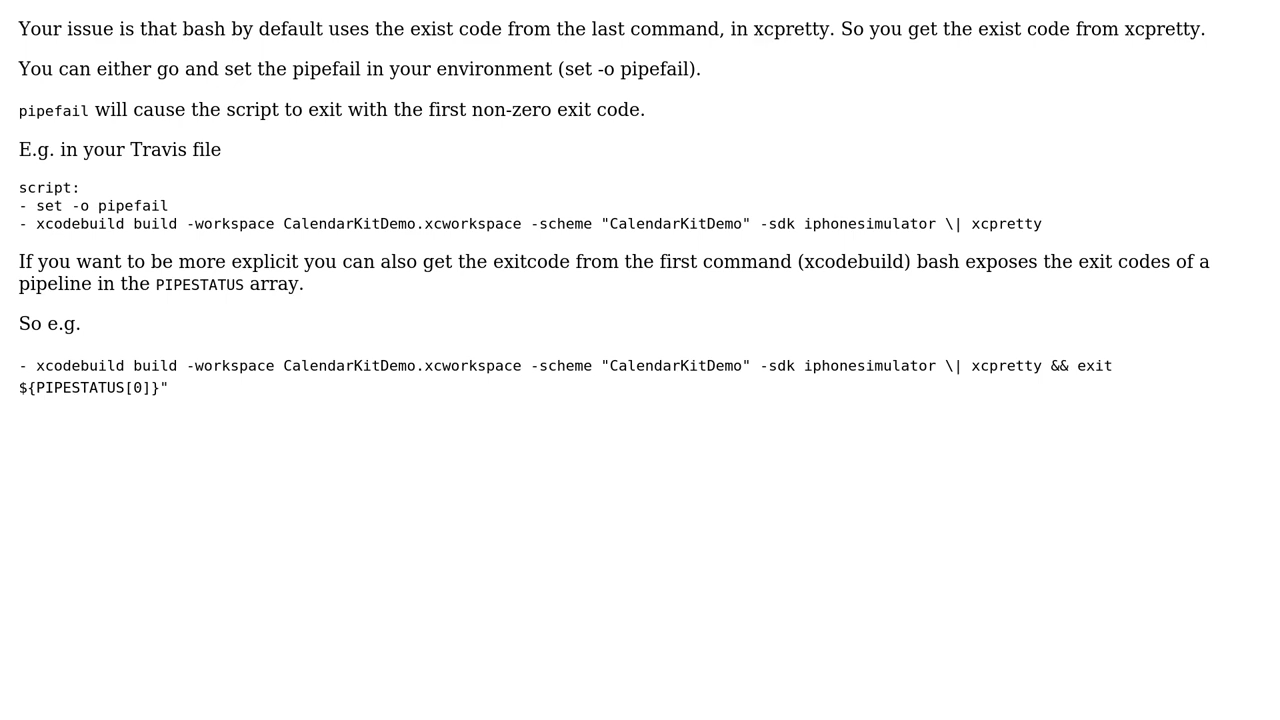 Your issue is that bash by default uses the exist code from the last command, in xcpretty. So you get the exist code from xcpretty.
You can either go and set the pipefail in your environment (set -o pipefail).
pipefail will cause the script to exit with the first non-zero exit code.
E.g. in your Travis file
script:
- set -o pipefail
- xcodebuild build -workspace CalendarKitDemo.xcworkspace -scheme "CalendarKitDemo" -sdk iphonesimulator \| xcpretty
If you want to be more explicit you can also get the exitcode from the first command (xcodebuild) bash exposes the exit codes of a
pipeline in the PIPESTATUS array.
So e.g.
- xcodebuild build -workspace CalendarKitDemo.xcworkspace -scheme "CalendarKitDemo" -sdk iphonesimulator \| xcpretty && exit
${PIPESTATUS[0]}"